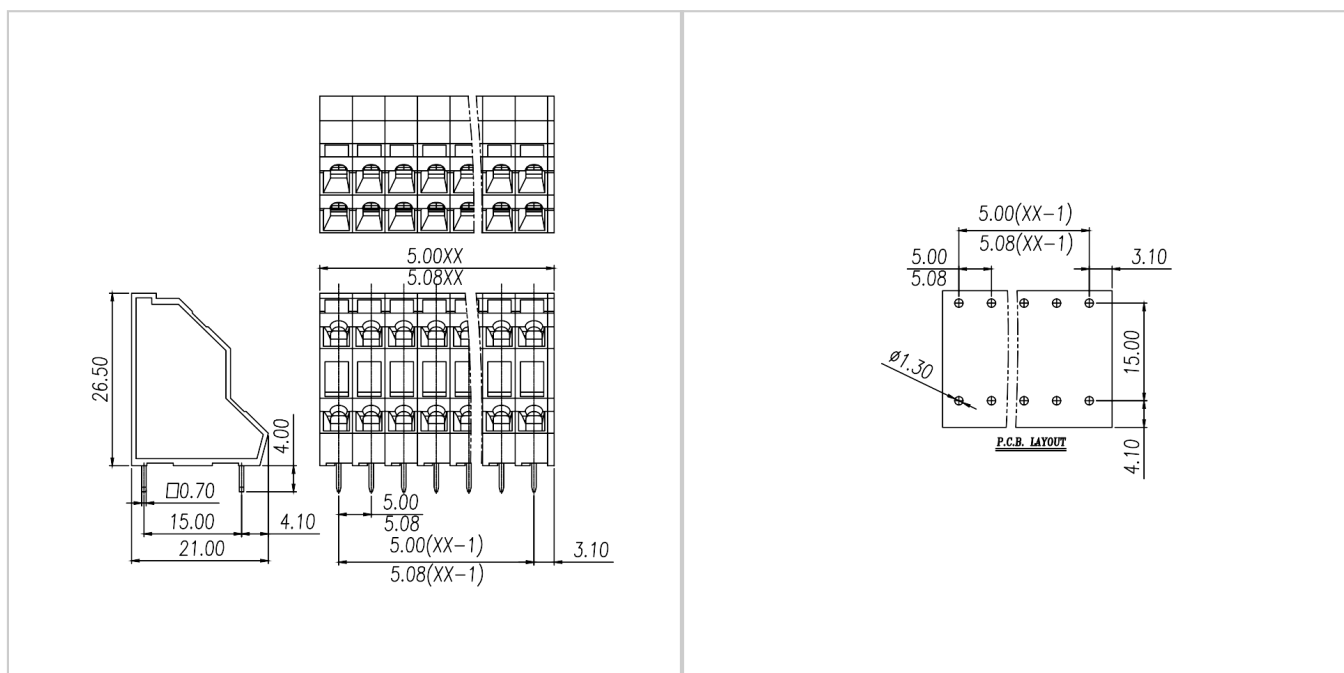 5.00XX
5.08XX
26.50
4.00
□0.70
15.00
4.10
21.00
5.00
5.08
5.00(XX-1)
5.08(XX-1)
3.10
5.00(XX-1)
5.08(XX-1)
5.00
5.08
3.10
ø1.30
15.00
4.10
P.C.B. LAYOUT